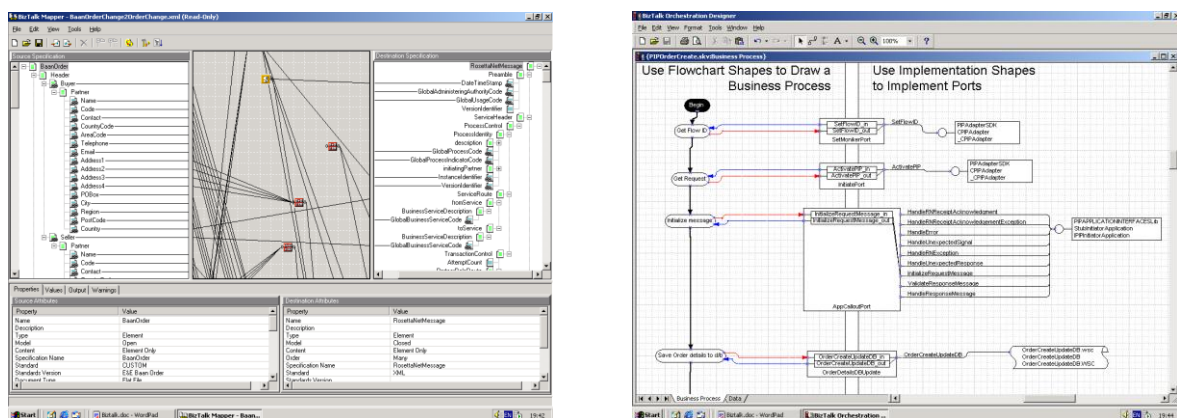 BizTalk Mapper - BaanOrderChange2OrderChange.xml (Read-Only)
File Edit View Tools Help
Source Specification
Destination Specification
BaanOrder
Header
Buyer
Partner
Name
Code
Contact
CountryCode
AreaCode
Telephone
Email
Address1
Address2
Address3
Address4
POBox
City
Region
PostCode
Country
Seller
Partner
Name
Code
Contact
RosettaNetMessage
Preamble
DateTimeStamp
GlobalAdministeringAuthorityCode
GlobalUsageCode
VersionIdentifier
ServiceHeader
ProcessControl
ProcessIdentity
description
GlobalProcessCode
GlobalProcessIndicatorCode
initiatingPartner
InstanceIdentifier
VersionIdentifier
ServiceRoute
fromService
BusinessServiceDescription
GlobalBusinessServiceCode
toService
BusinessServiceDescription
GlobalBusinessServiceCode
TransactionControl
AttemptCount
Properties Values Output Warnings
Source Attributes
Property Value
Name BaanOrder
Description
Type Element
Model Open
Content Element Only
Specification Name BaanOrder
Standard CUSTOM
Standards Version E&E Baan Order
Document Type Flat File
Destination Attributes
Property Value
Name RosettaNetMessage
Description
Type Element
Model Closed
Content Element Only
Order Many
Specification Name RosettaNetMessage
Standard XML
Standards Version
Start Biztalk.doc - WordPad BizTalk Mapper - Baan... EN 19:42
BizTalk Orchestration Designer
File Edit View Format Tools Window Help
100%
(PIPOrderCreate.skv:Business Process)
Use Flowchart Shapes to Draw a
Business Process
Use Implementation Shapes
to Implement Ports
Begin
Get Flow ID
SetFlowID_in
SetFlowID_out
SetMonikerPort
SetFlowID
PIPAdapterSDK
CPIPAdapter
_CPIPAdapter
Get Request
ActivatePIP_in
ActivatePIP_out
InitiatePort
ActivatePIP
PIPAdapterSDK
CPIPAdapter
_CPIPAdapter
Initialize message
InitializeRequestMessage_in
InitializeRequestMessage_out
AppCalloutPort
HandleRNReceiptAcknowledgment
HandleRNReceiptAcknowledgementException
HandleError
HandleUnexpectedSignal
HandleRNException
HandleUnexpectedResponse
InitializeRequestMessage
ValidateResponseMessage
HandleResponseMessage
PIPAPPLICATIONINTERFACESLib
StubInitiatorApplication
IPIPInitiatorApplication
Save Order details to db
OrderCreateUpdateDB_in
OrderCreateUpdateDB_out
OrderDetailsDBUpdate
OrderCreateUpdateDB
OrderCreateUpdateDB.wsc
OrderCreateUpdateDB
OrderCreateUpdateDB.WSC
Business Process Data
Start Biztalk.doc - WordPad BizTalk Orchestration ... EN 19:44